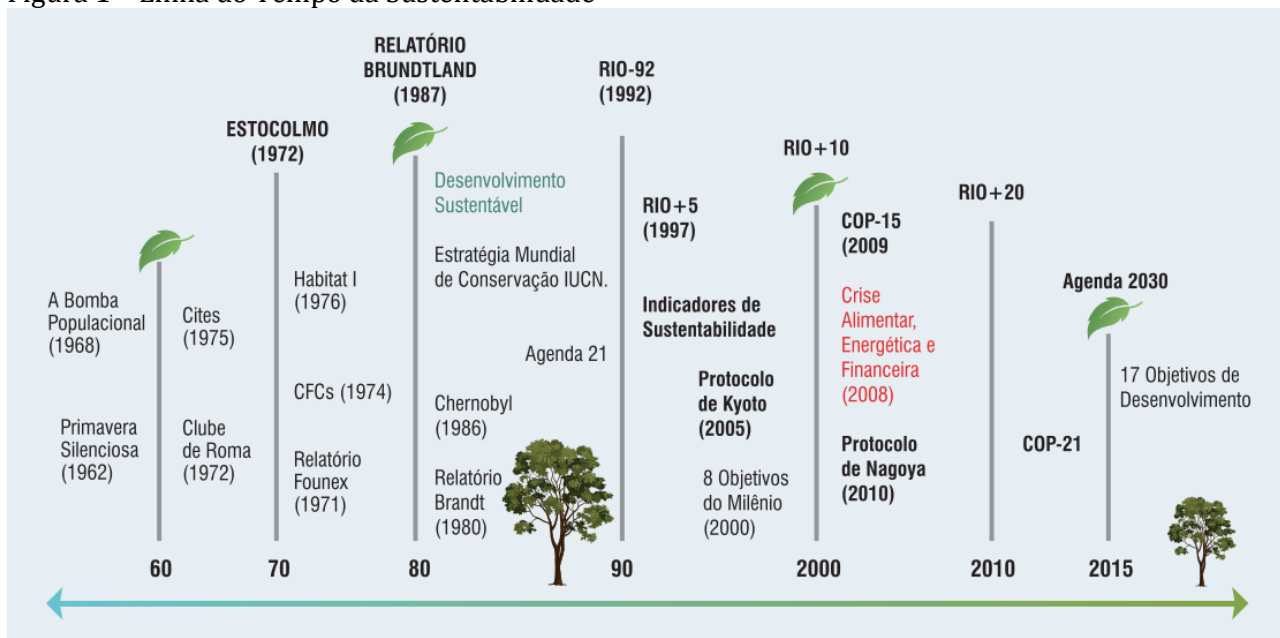 Figura 1 – Linha do Tempo da Sustentabilidade
RELATÓRIO
BRUNDTLAND
(1987)
RIO-92
(1992)
ESTOCOLMO
(1972)
RIO+10
Desenvolvimento
Sustentável
RIO+5
(1997)
COP-15
(2009
RIO+20
Estratégia Mundial
de Conservação IUCN.
Habitat I
(1976)
A Bomba
Populacional
(1968)
Cites
(1975)
Indicadores de
Sustentabilidade
Crise
Alimentar,
Energética e
Financeira
(2008)
Agenda 2030
Agenda 21
17 Objetivos de
Desenvolvimento
CFCs (1974)
Chernobyl
(1986)
Protocolo
de Kyoto
(2005)
Primavera
Silenciosa
(1962)
Clube
de Roma
(1972)
Relatório
Founex
(1971)
Relatório
Brandt
(1980)
8 Objetivos
do Milênio
(2000)
Protocolo
de Nagoya
(2010)
COP-21
60 70 80 90 2000 2010 2015